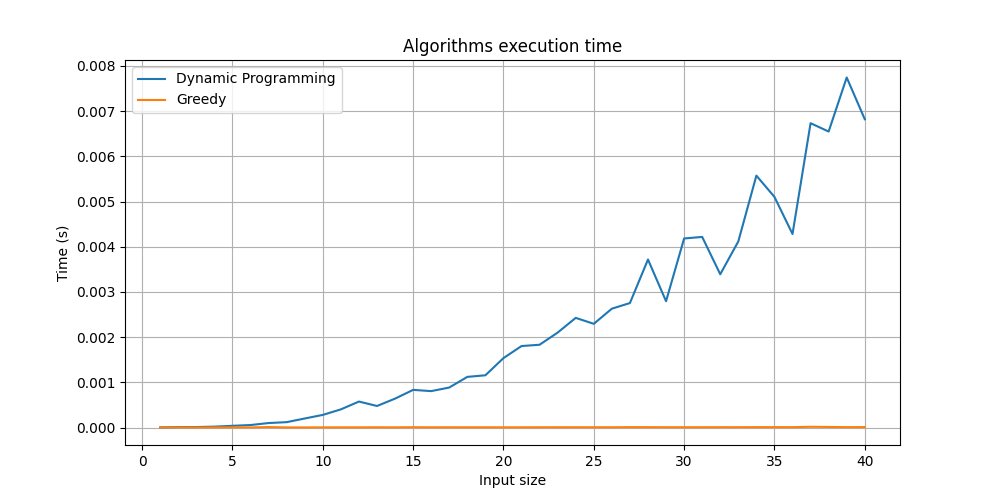 Algorithms execution time
Dynamic Programming
Greedy
0.008
0.007
0.006
0.005
0.004
0.003
0.002
0.001
0.000
Time (s)
0 5 10 15 20 25 30 35 40
Input size